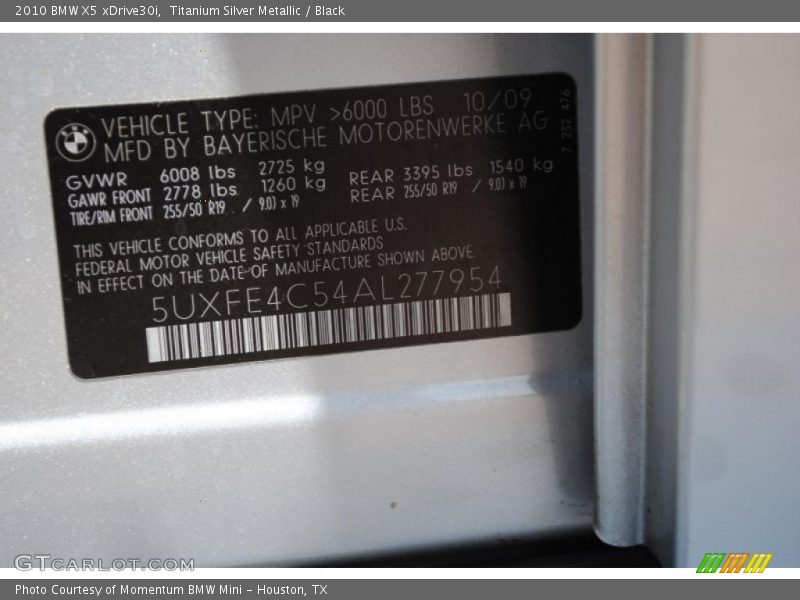 2010 BMW X5 xDrive30i, Titanium Silver Metallic / Black
VEHICLE TYPE: MPV >6000 LBS 10/09
MFD BY BAYERISCHE MOTORENWERKE AG
7 232 476
GVWR 6008 lbs 2725 kg
GAWR FRONT 2778 lbs 1260 kg REAR 3395 lbs 1540 kg
TIRE/RIM FRONT 255/50 R19 / 9.0J x 19 REAR 255/50 R19 / 9.0J x 19
THIS VEHICLE CONFORMS TO ALL APPLICABLE U.S.
FEDERAL MOTOR VEHICLE SAFETY STANDARDS
IN EFFECT ON THE DATE OF MANUFACTURE SHOWN ABOVE.
5UXFE4C54AL277954
GTcarlot.com
Photo Courtesy of Momentum BMW Mini - Houston, TX